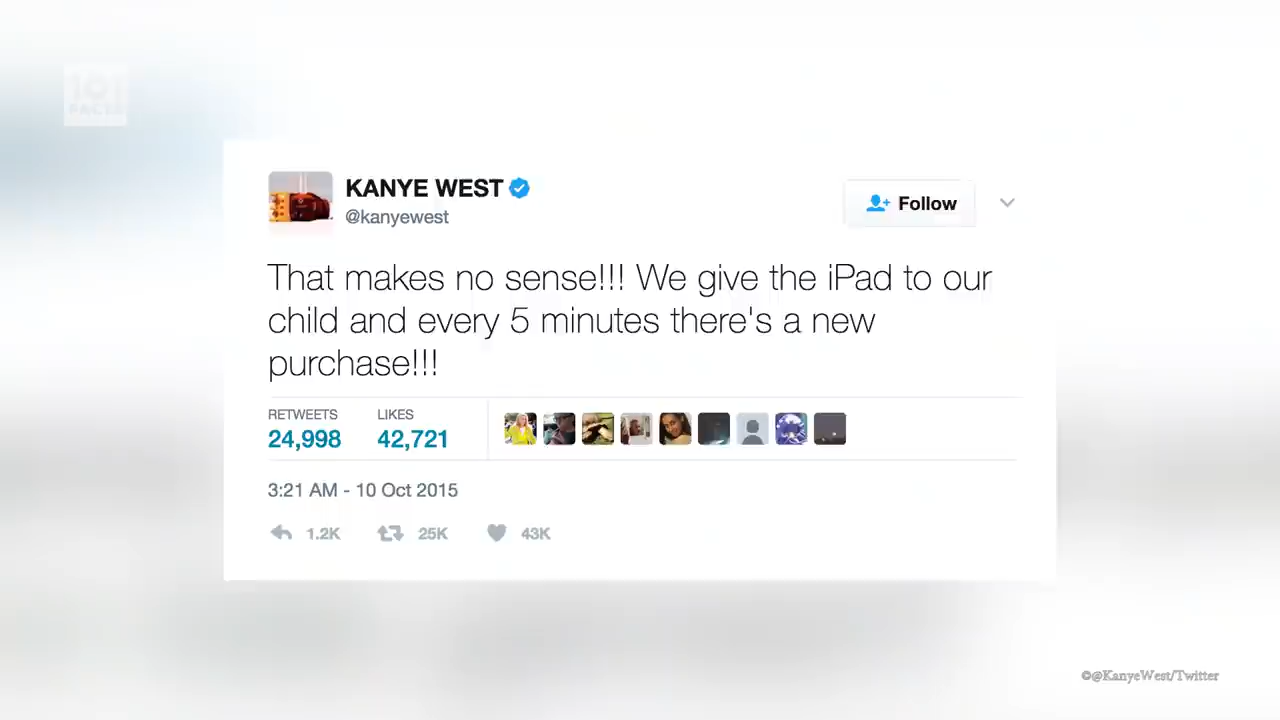 101
FACES
KANYE WEST
@kanyewest
Follow
That makes no sense!!! We give the iPad to our
child and every 5 minutes there's a new
purchase!!!
RETWEETS LIKES
24,998 42,721
3:21 AM - 10 Oct 2015
1.2K 25K 43K
©@KanyeWest/Twitter